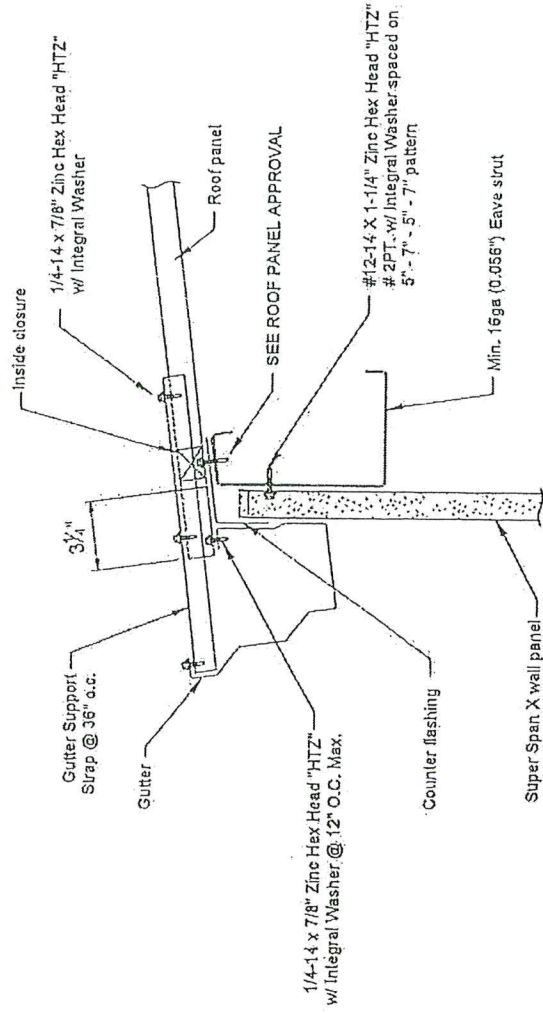 Inside closure
1/4-14 x 7/8" Zinc Hex Head "HTZ"
w/ Integral Washer
Roof panel
SEE ROOF PANEL APPROVAL
#12-14 X 1-1/4" Zinc Hex Head "HTZ"
# 2PT. w/ Integral Washer spaced on
5" - 7" - 5" - 7" pattern
Min. 16ga (0.056") Eave strut
3¼"
Gutter Support
Strap @ 36" o.c.
Gutter
1/4-14 x 7/8" Zinc Hex Head "HTZ"
w/ Integral Washer @ 12" O.C. Max.
Counter flashing
Super Span X wall panel